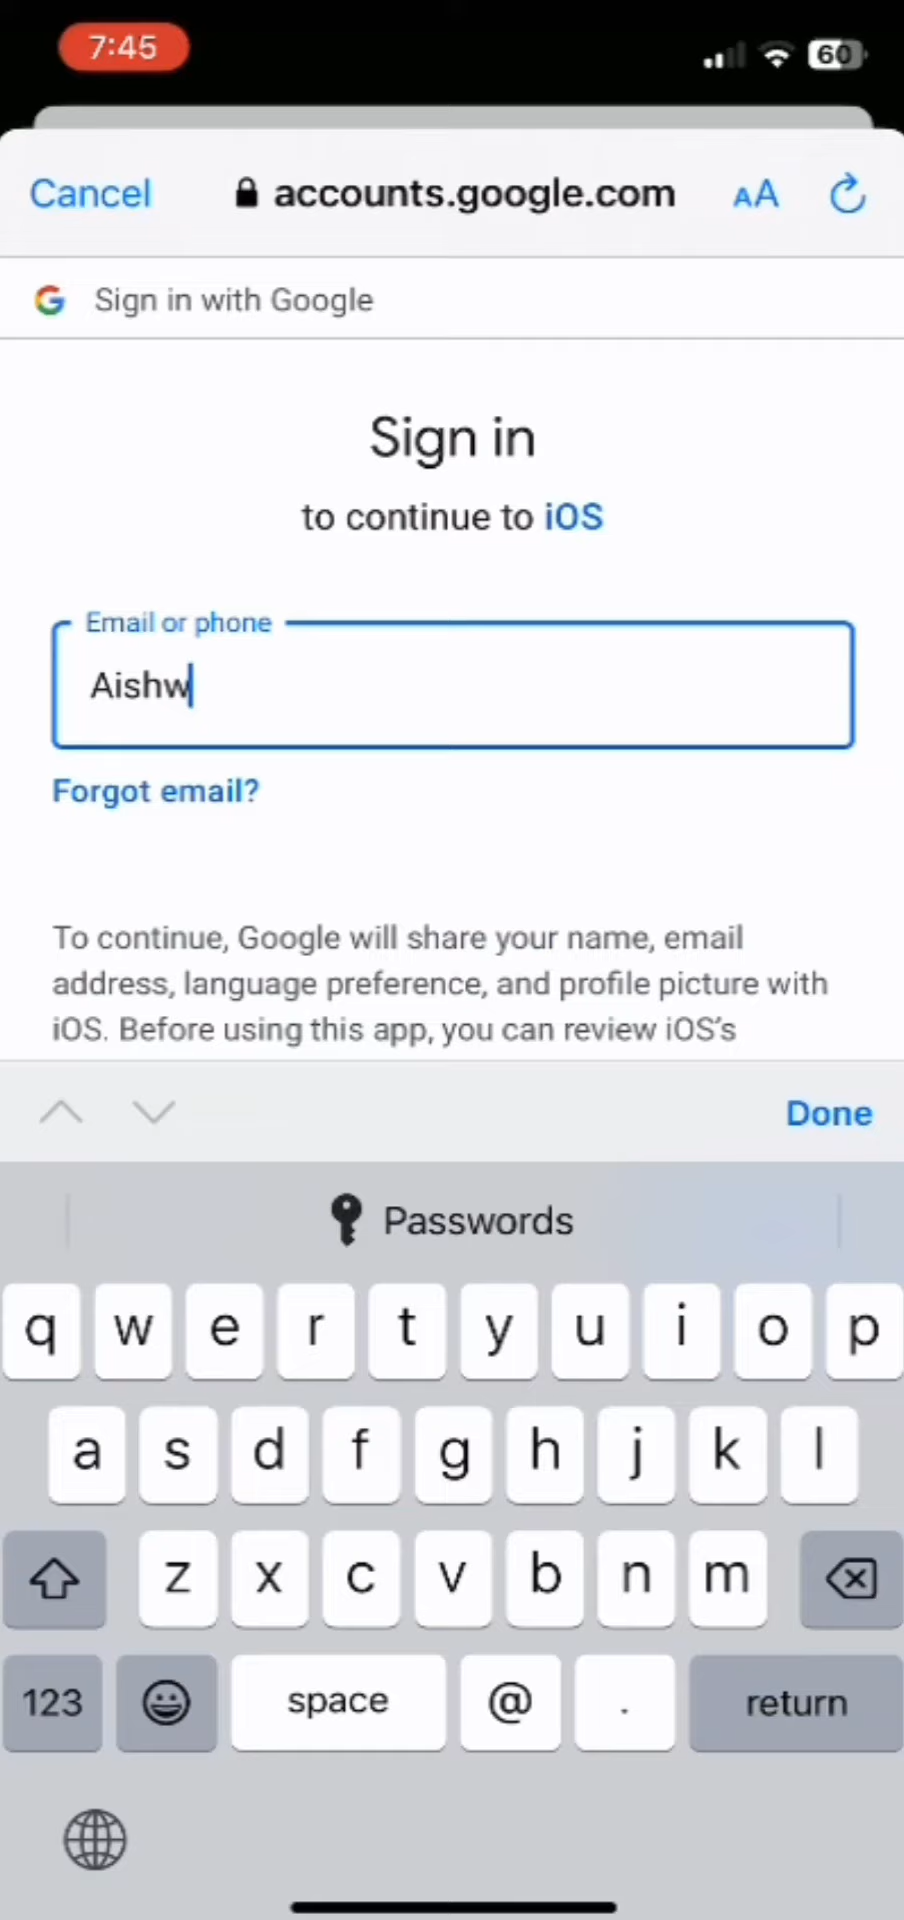 7:45
60
Cancel
accounts.google.com
AA
G Sign in with Google
Sign in
to continue to iOS
Email or phone
Aishw
Forgot email?
To continue, Google will share your name, email
address, language preference, and profile picture with
iOS. Before using this app, you can review iOS's
Done
Passwords
q w e r t y u i o p
a s d f g h j k l
z x c v b n m
123 space @ . return